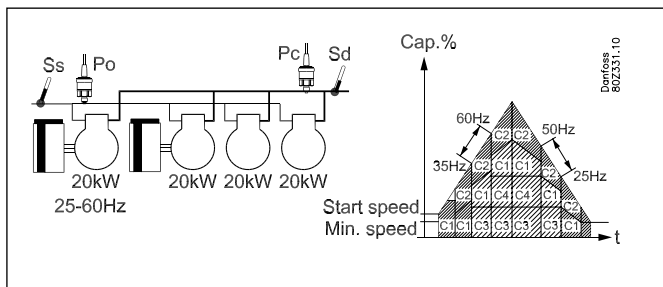 Ss
Po
Pc
Sd
20kW
20kW
20kW
20kW
25-60Hz
Cap.%
Danfoss
80Z331.10
60Hz
50Hz
35Hz
25Hz
C2 C2
C2 C1 C1 C2
C2 C1 C4 C4 C1 C2
C1 C1 C3 C3 C3 C3 C1
Start speed
Min. speed
t